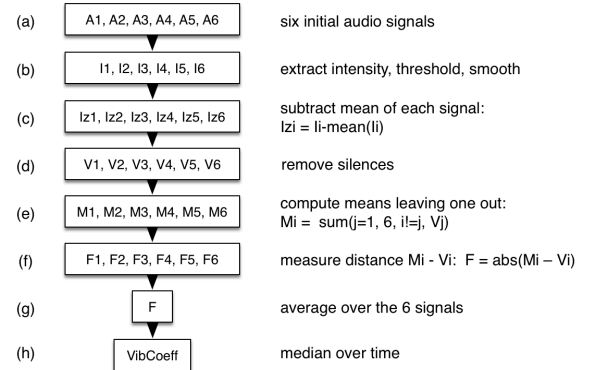 (a) A1, A2, A3, A4, A5, A6 six initial audio signals
(b) I1, I2, I3, I4, I5, I6 extract intensity, threshold, smooth
(c) Iz1, Iz2, Iz3, Iz4, Iz5, Iz6 subtract mean of each signal:
Izi = Ii-mean(Ii)
(d) V1, V2, V3, V4, V5, V6 remove silences
(e) M1, M2, M3, M4, M5, M6 compute means leaving one out:
Mi = sum(j=1, 6, i!=j, Vj)
(f) F1, F2, F3, F4, F5, F6 measure distance Mi - Vi: F = abs(Mi – Vi)
(g) F average over the 6 signals
(h) VibCoeff median over time